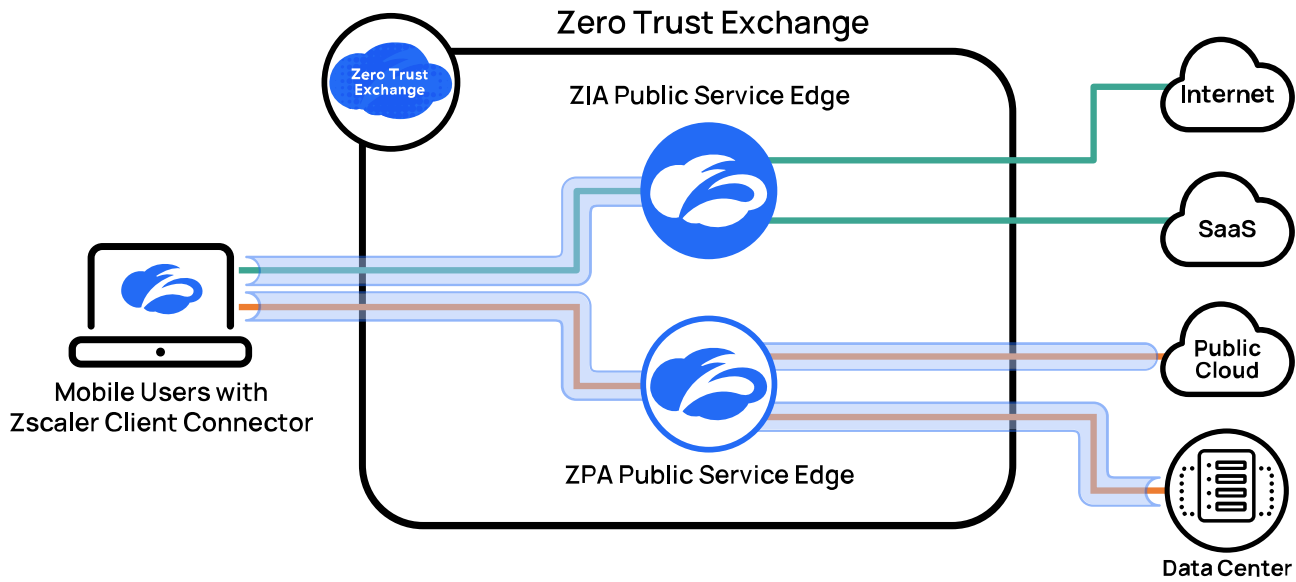 Zero Trust Exchange
Zero Trust
Exchange
ZIA Public Service Edge
Internet
SaaS
Mobile Users with
Zscaler Client Connector
Public
Cloud
ZPA Public Service Edge
Data Center